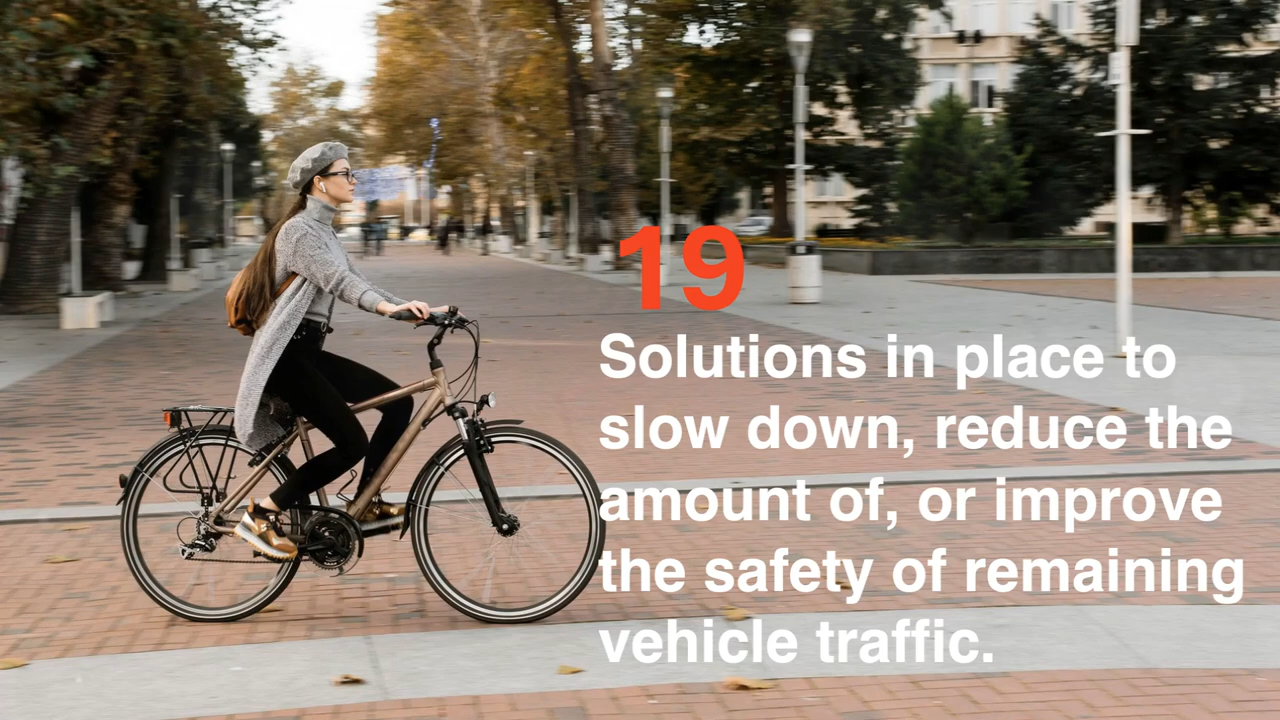 19
Solutions in place to
slow down, reduce the
amount of, or improve
the safety of remaining
vehicle traffic.